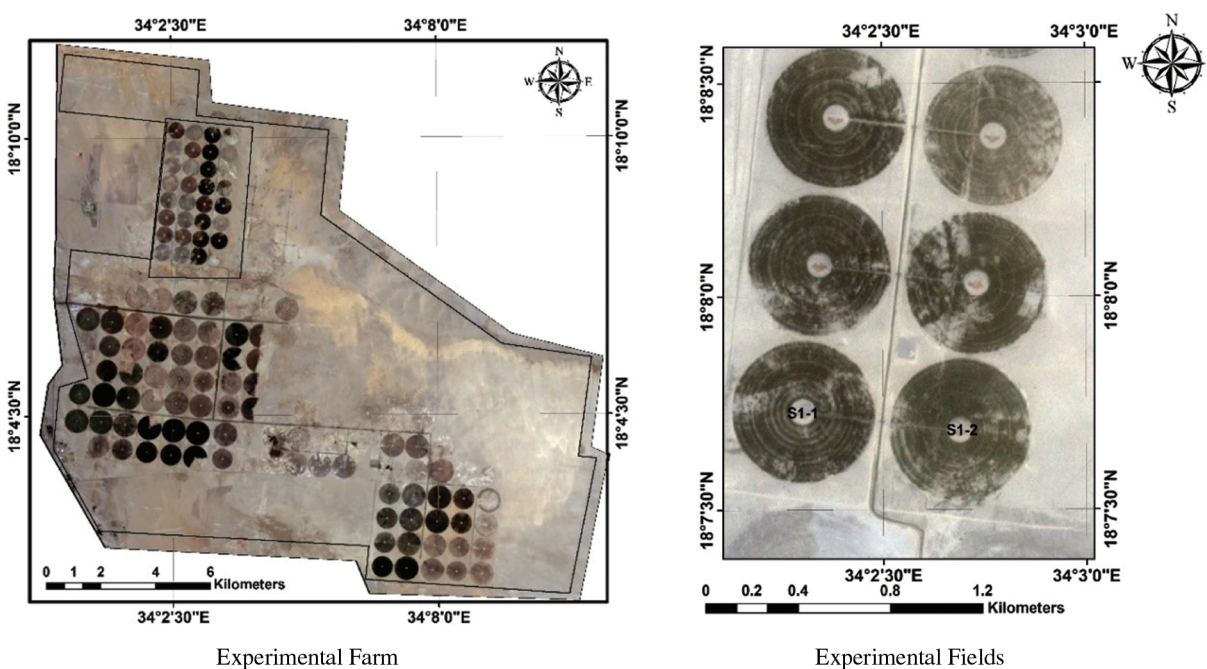 34°2'30"E 34°8'0"E
N
W E
S
18°10'0"N 18°10'0"N
18°4'30"N 18°4'30"N
0 1 2 4 6
Kilometers
34°2'30"E 34°8'0"E
Experimental Farm
34°2'30"E 34°3'0"E
N
W
S
18°8'30"N 18°8'30"N
18°8'0"N 18°8'0"N
S1-1
S1-2
18°7'30"N 18°7'30"N
34°2'30"E 34°3'0"E
0 0.2 0.4 0.8 1.2
Kilometers
Experimental Fields